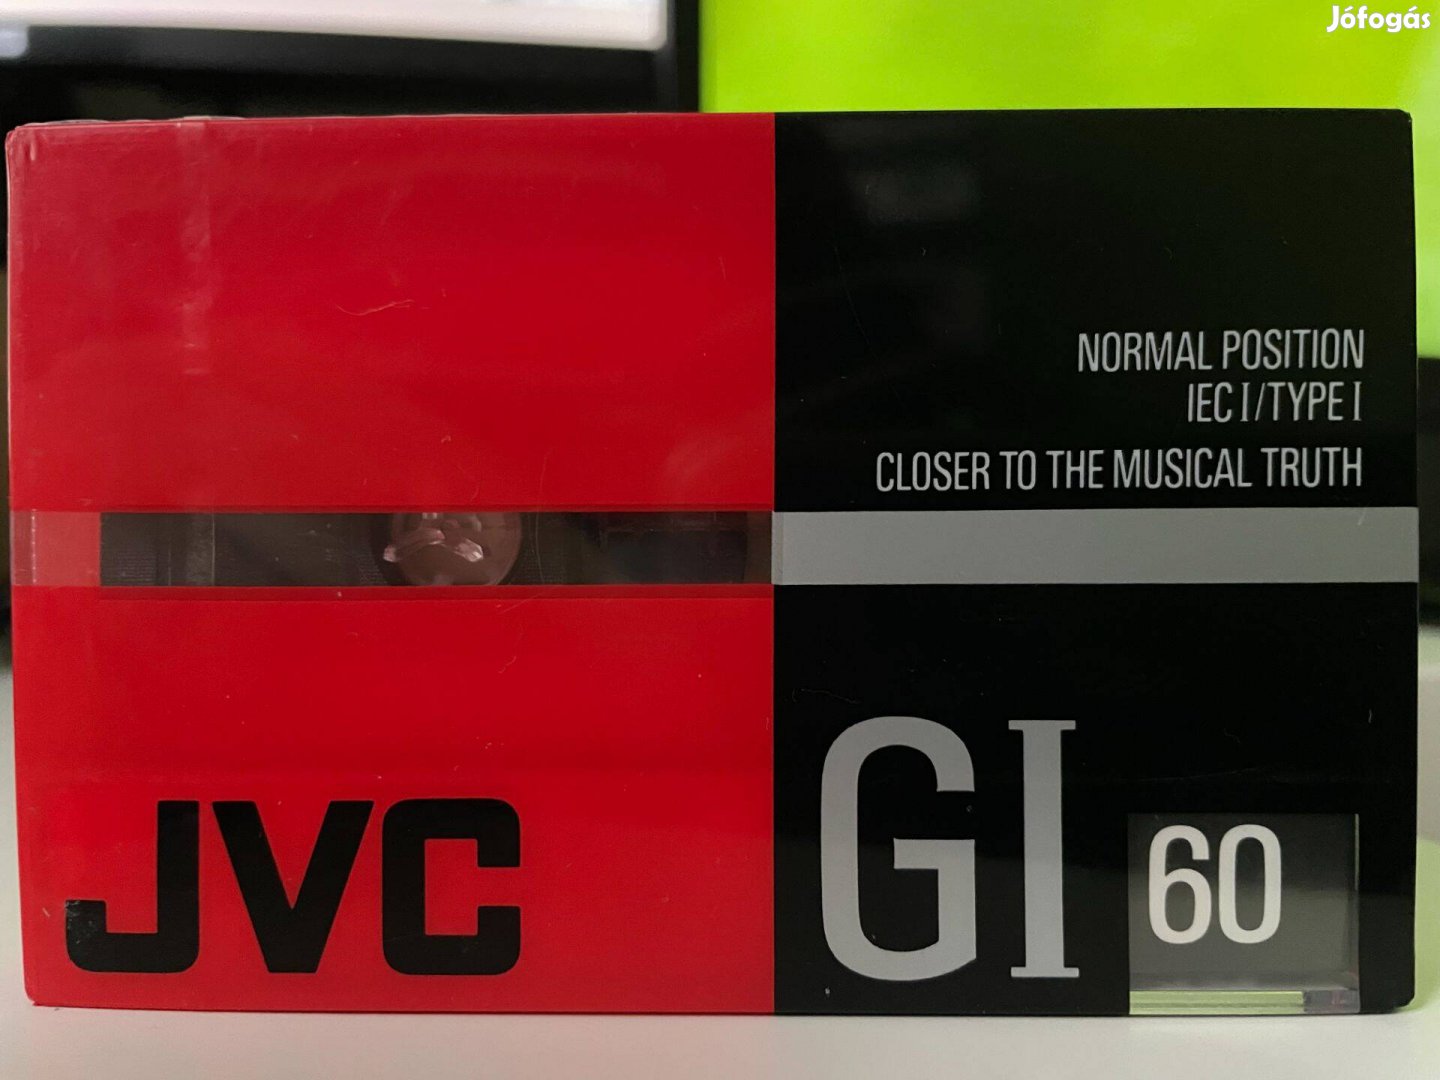 Jófogás
NORMAL POSITION
IEC I/TYPE I
CLOSER TO THE MUSICAL TRUTH
JVC
GI
60